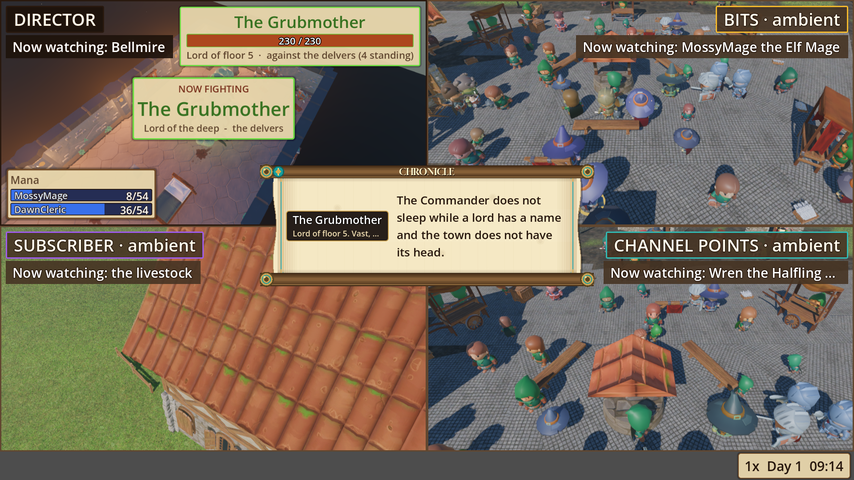 DIRECTOR
Now watching: Bellmire
The Grubmother
230 / 230
Lord of floor 5 · against the delvers (4 standing)
NOW FIGHTING
The Grubmother
Lord of the deep - the delvers
Mana
MossyMage 8/54
DawnCleric 36/54
BITS · ambient
Now watching: MossyMage the Elf Mage
CHRONICLE
The Grubmother
Lord of floor 5. Vast, ...
The Commander does not
sleep while a lord has a name
and the town does not have
its head.
SUBSCRIBER · ambient
Now watching: the livestock
CHANNEL POINTS · ambient
Now watching: Wren the Halfling ...
1x Day 1 09:14